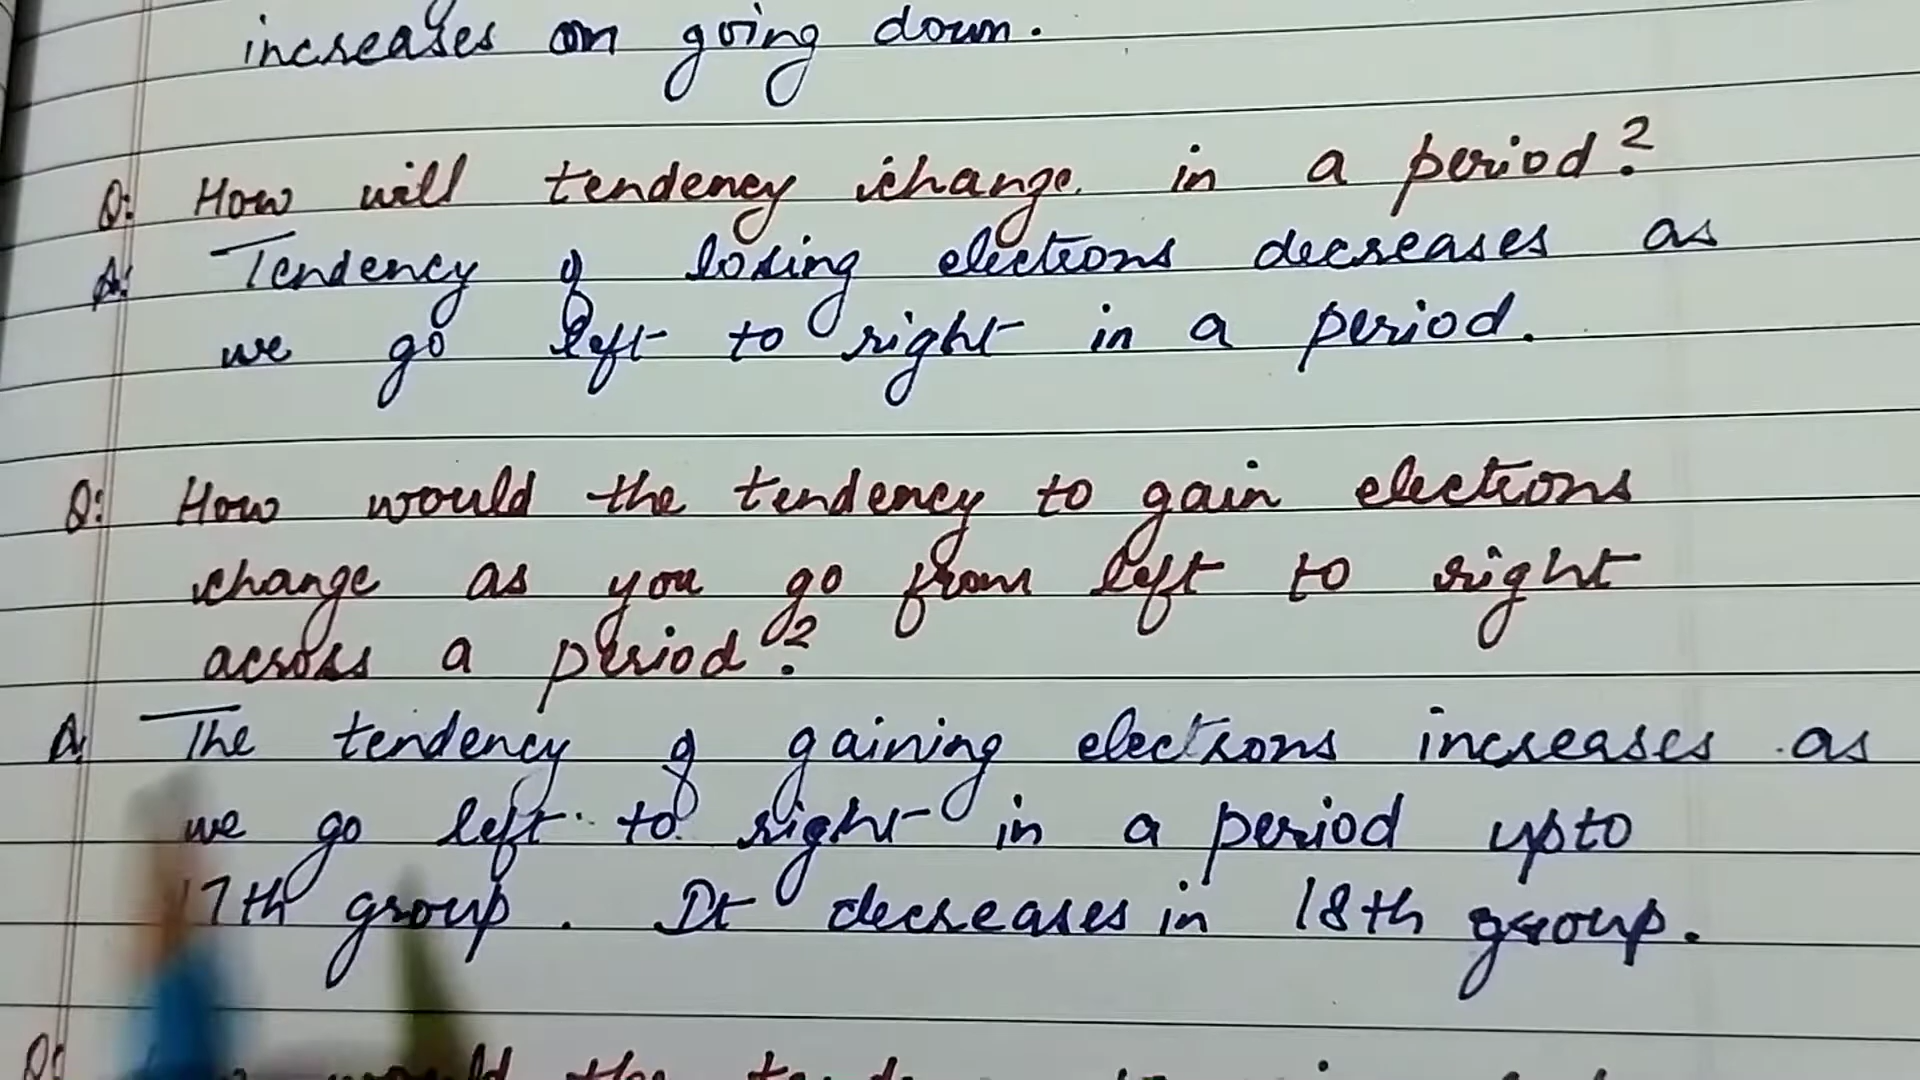 increases on going down.
Q: How will tendency change in a period?
A: Tendency of losing electrons decreases as
we go left to right in a period.
Q: How would the tendency to gain electrons
change as you go from left to right
across a period?
A: The tendency of gaining electrons increases as
we go left to right in a period upto
17th group. It decreases in 18th group.
Q: would the